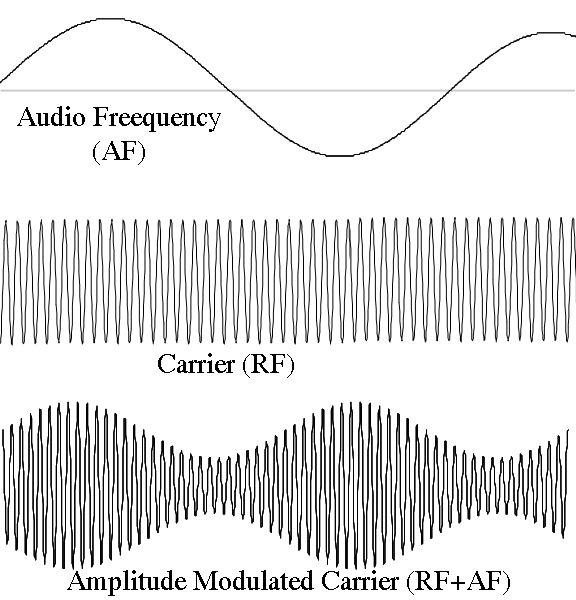 Audio Freequency
(AF)
Carrier (RF)
Amplitude Modulated Carrier (RF+AF)